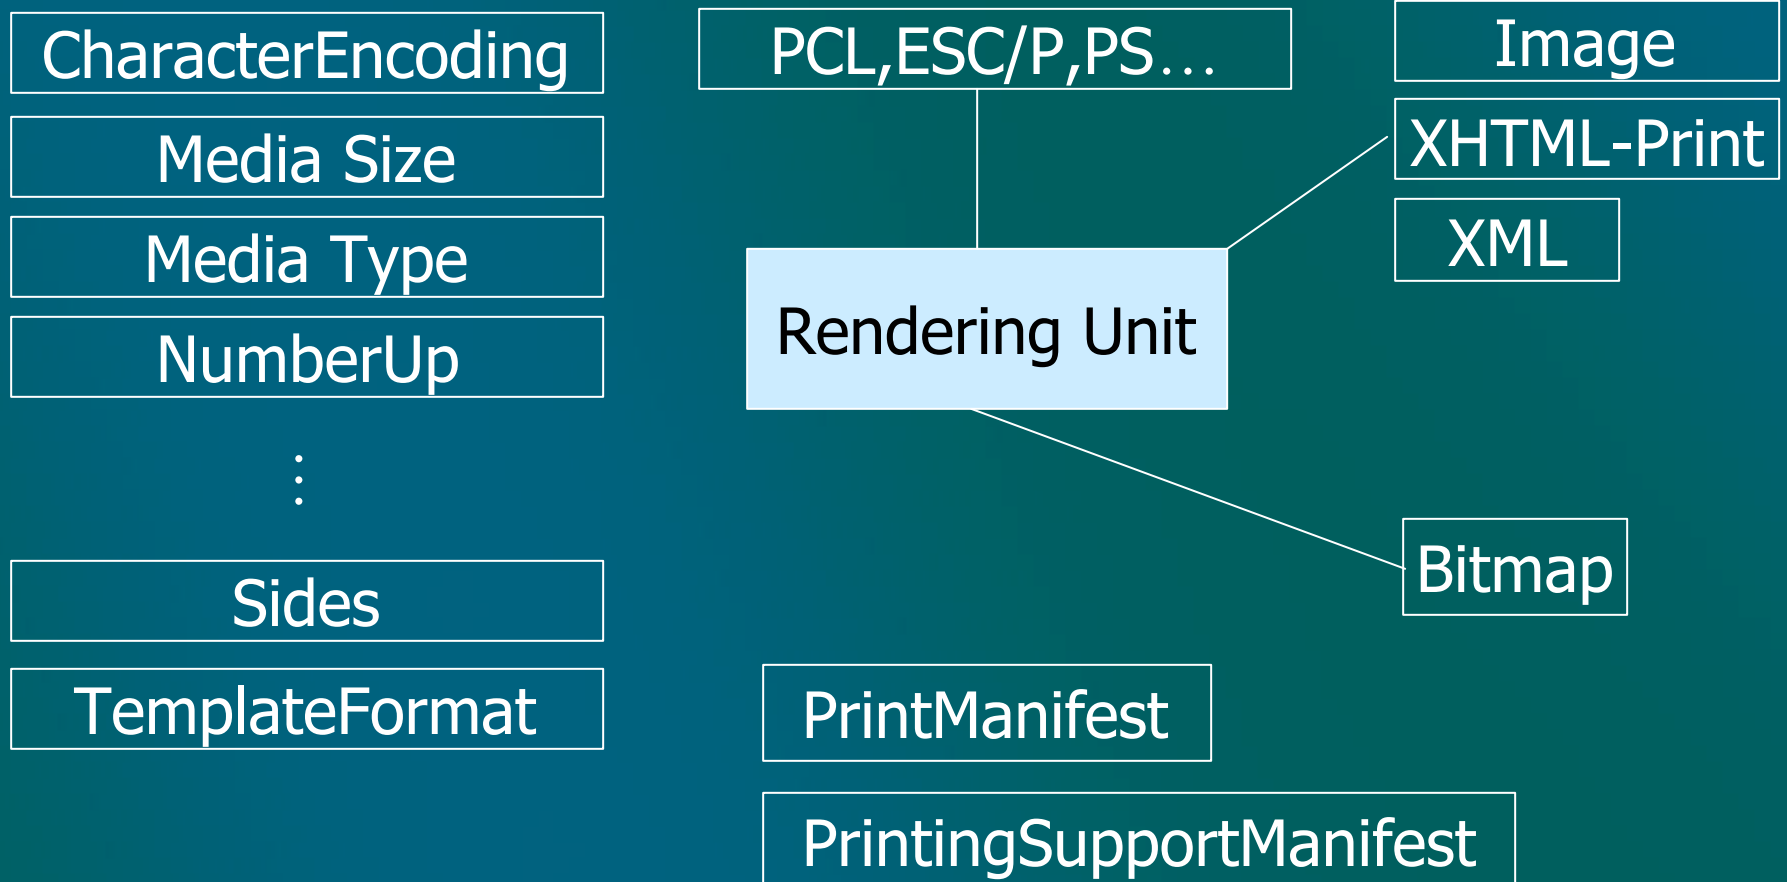 CharacterEncoding
Media Size
Media Type
NumberUp
⋮
Sides
TemplateFormat
PCL,ESC/P,PS…
Rendering Unit
PrintManifest
PrintingSupportManifest
Image
XHTML-Print
XML
Bitmap